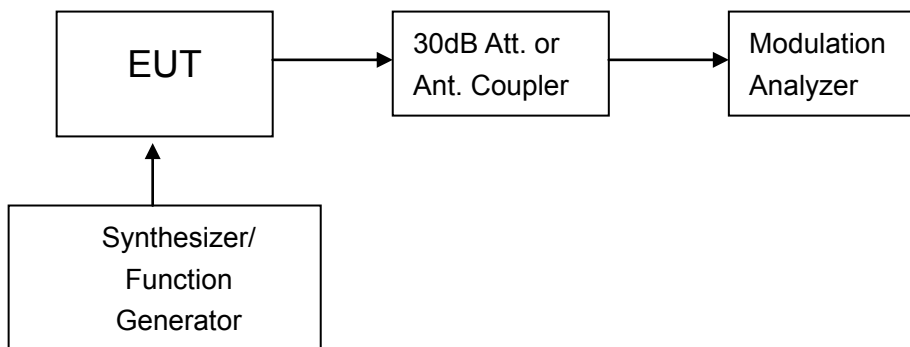 EUT
30dB Att. or
Ant. Coupler
Modulation
Analyzer
Synthesizer/
Function
Generator